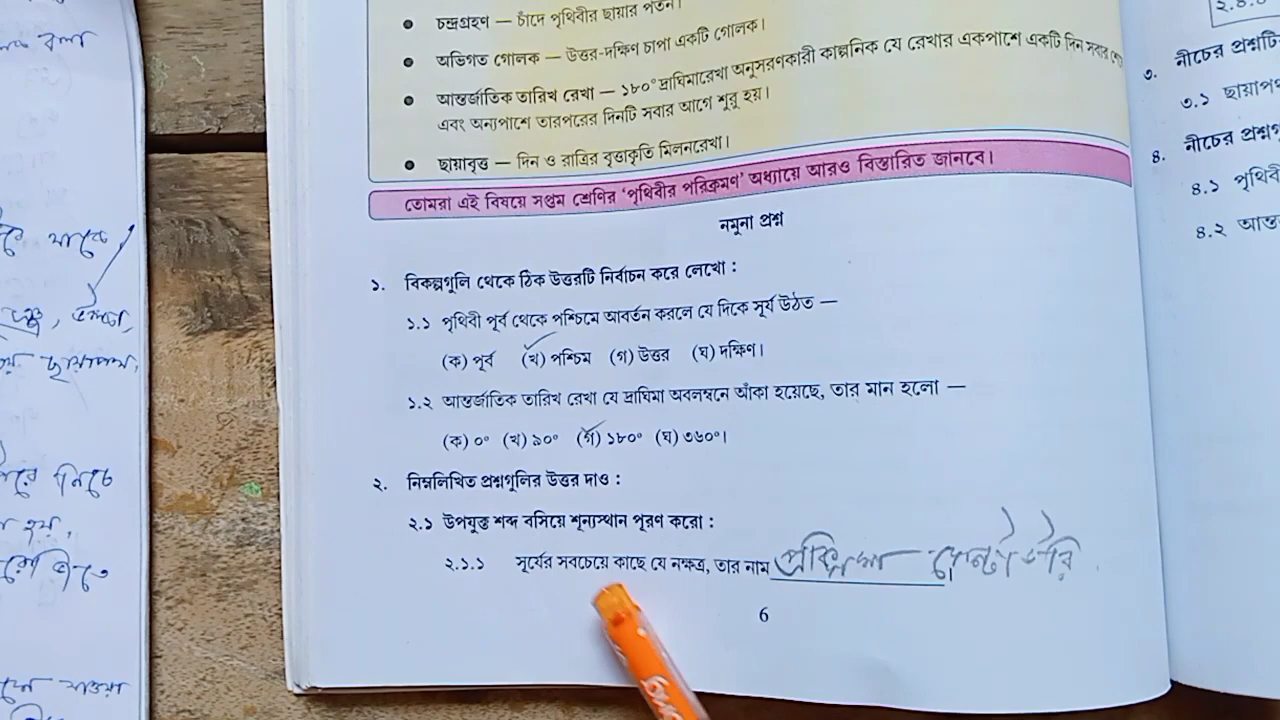 চন্দ্রগ্রহণ — চাঁদে পৃথিবীর ছায়ার পতন।
অভিগত গোলক — উত্তর-দক্ষিণ চাপা একটি গোলক।
আন্তর্জাতিক তারিখ রেখা — ১৮০° দ্রাঘিমারেখা অনুসরণকারী কাল্পনিক যে রেখার একপাশে একটি দিন সবার
এবং অন্যপাশে তারপরের দিনটি সবার আগে শুরু হয়।
ছায়াবৃত্ত — দিন ও রাত্রির বৃত্তাকৃতি মিলনরেখা।
তোমরা এই বিষয়ে সপ্তম শ্রেণির ‘পৃথিবীর পরিক্রমণ’ অধ্যায়ে আরও বিস্তারিত জানবে।
নমুনা প্রশ্ন
১. বিকল্পগুলি থেকে ঠিক উত্তরটি নির্বাচন করে লেখো :
১.১ পৃথিবী পূর্ব থেকে পশ্চিমে আবর্তন করলে যে দিকে সূর্য উঠত —
(ক) পূর্ব (খ) পশ্চিম (গ) উত্তর (ঘ) দক্ষিণ।
১.২ আন্তর্জাতিক তারিখ রেখা যে দ্রাঘিমা অবলম্বনে আঁকা হয়েছে, তার মান হলো —
(ক) ০° (খ) ৯০° (গ) ১৮০° (ঘ) ৩৬০°।
২. নিম্নলিখিত প্রশ্নগুলির উত্তর দাও :
২.১ উপযুক্ত শব্দ বসিয়ে শূন্যস্থান পূরণ করো :
২.১.১ সূর্যের সবচেয়ে কাছে যে নক্ষত্র, তার নাম প্রক্সিমা সেন্টাউরি
6
৩. নীচের প্রশ্নটি
৩.১
৪. নীচের
৪.১ পৃথিবী
৪.২